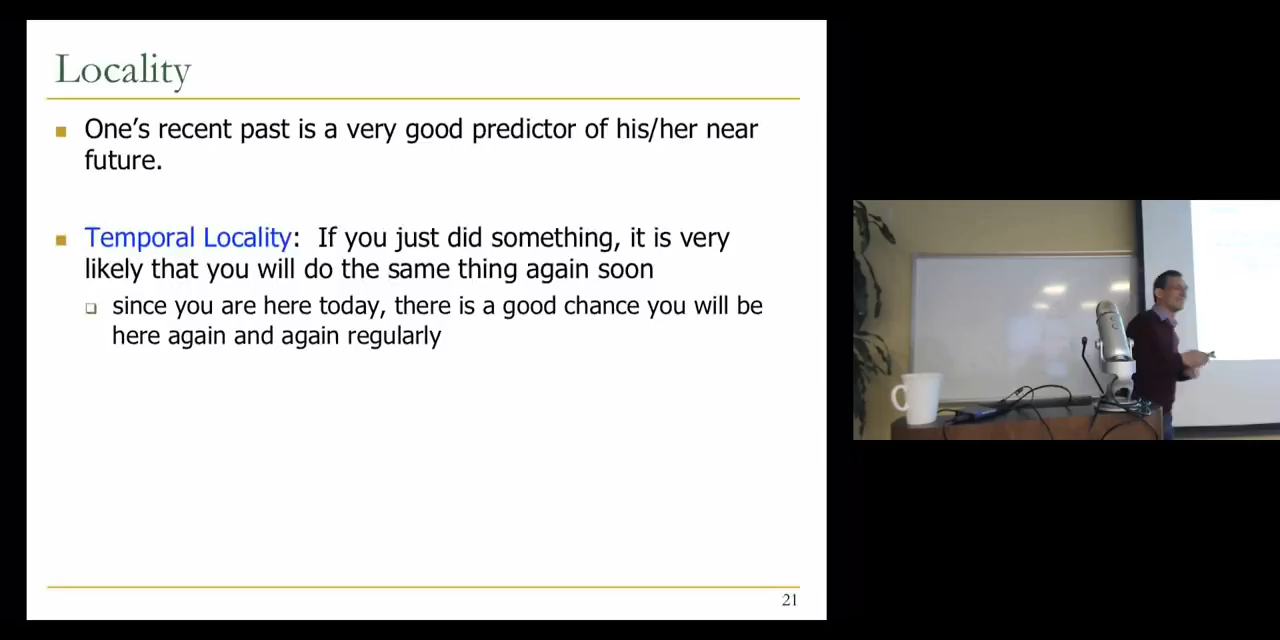 Locality
One's recent past is a very good predictor of his/her near
future.
Temporal Locality:  If you just did something, it is very
likely that you will do the same thing again soon
since you are here today, there is a good chance you will be
here again and again regularly
21